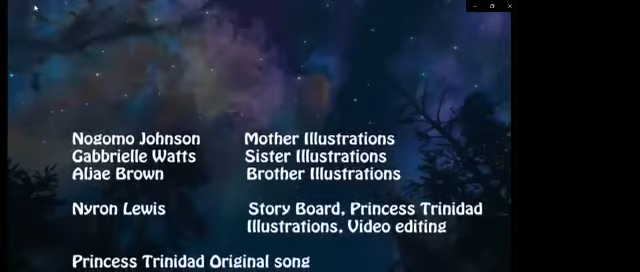 Nogomo Johnson Mother Illustrations
Gabbrielle Watts Sister Illustrations
Aljae Brown Brother Illustrations
Nyron Lewis Story Board, Princess Trinidad
Illustrations, Video editing
Princess Trinidad Original song